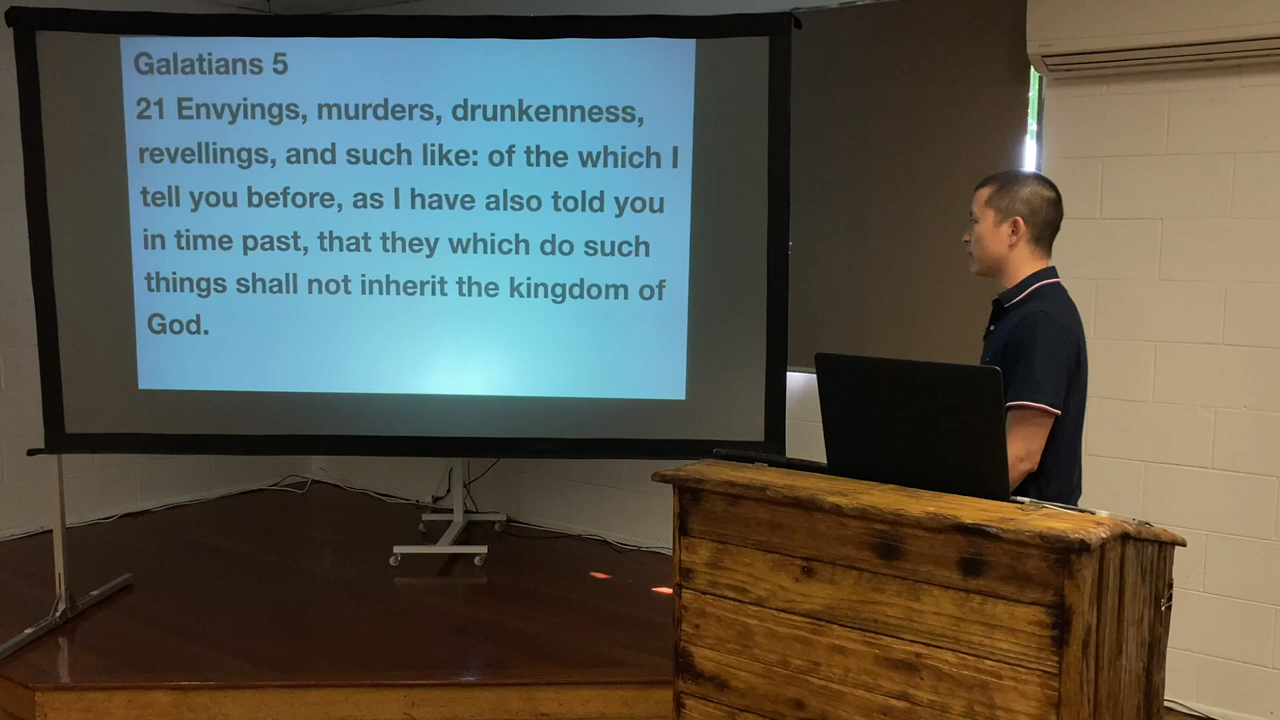 Galatians 5
21 Envyings, murders, drunkenness,
revellings, and such like: of the which I
tell you before, as I have also told you
in time past, that they which do such
things shall not inherit the kingdom of
God.